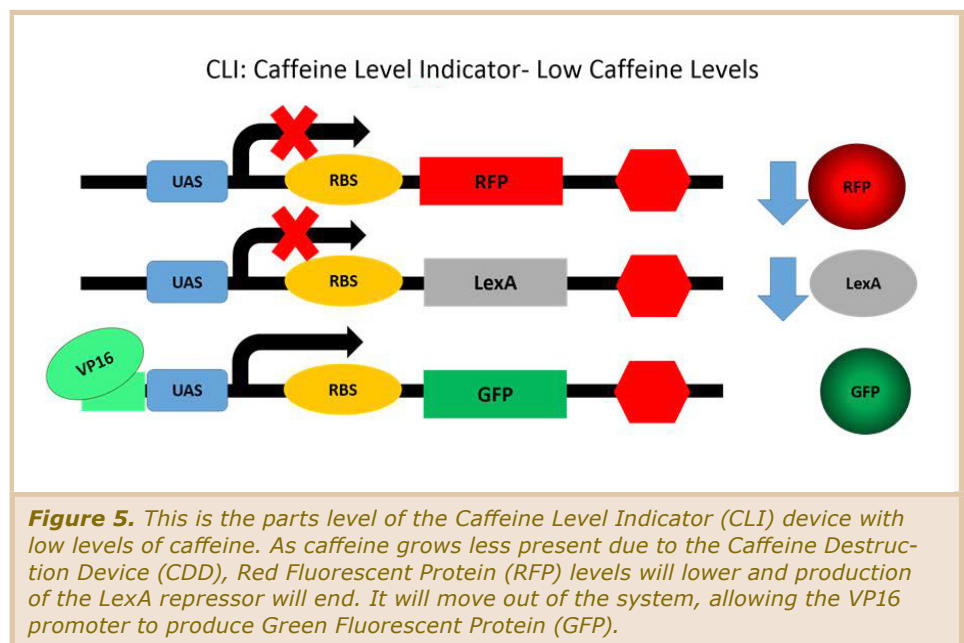 CLI: Caffeine Level Indicator- Low Caffeine Levels
UAS RBS RFP RFP
UAS RBS LexA LexA
VP16 UAS RBS GFP GFP
Figure 5. This is the parts level of the Caffeine Level Indicator (CLI) device with
low levels of caffeine. As caffeine grows less present due to the Caffeine Destruc-
tion Device (CDD), Red Fluorescent Protein (RFP) levels will lower and production
of the LexA repressor will end. It will move out of the system, allowing the VP16
promoter to produce Green Fluorescent Protein (GFP).